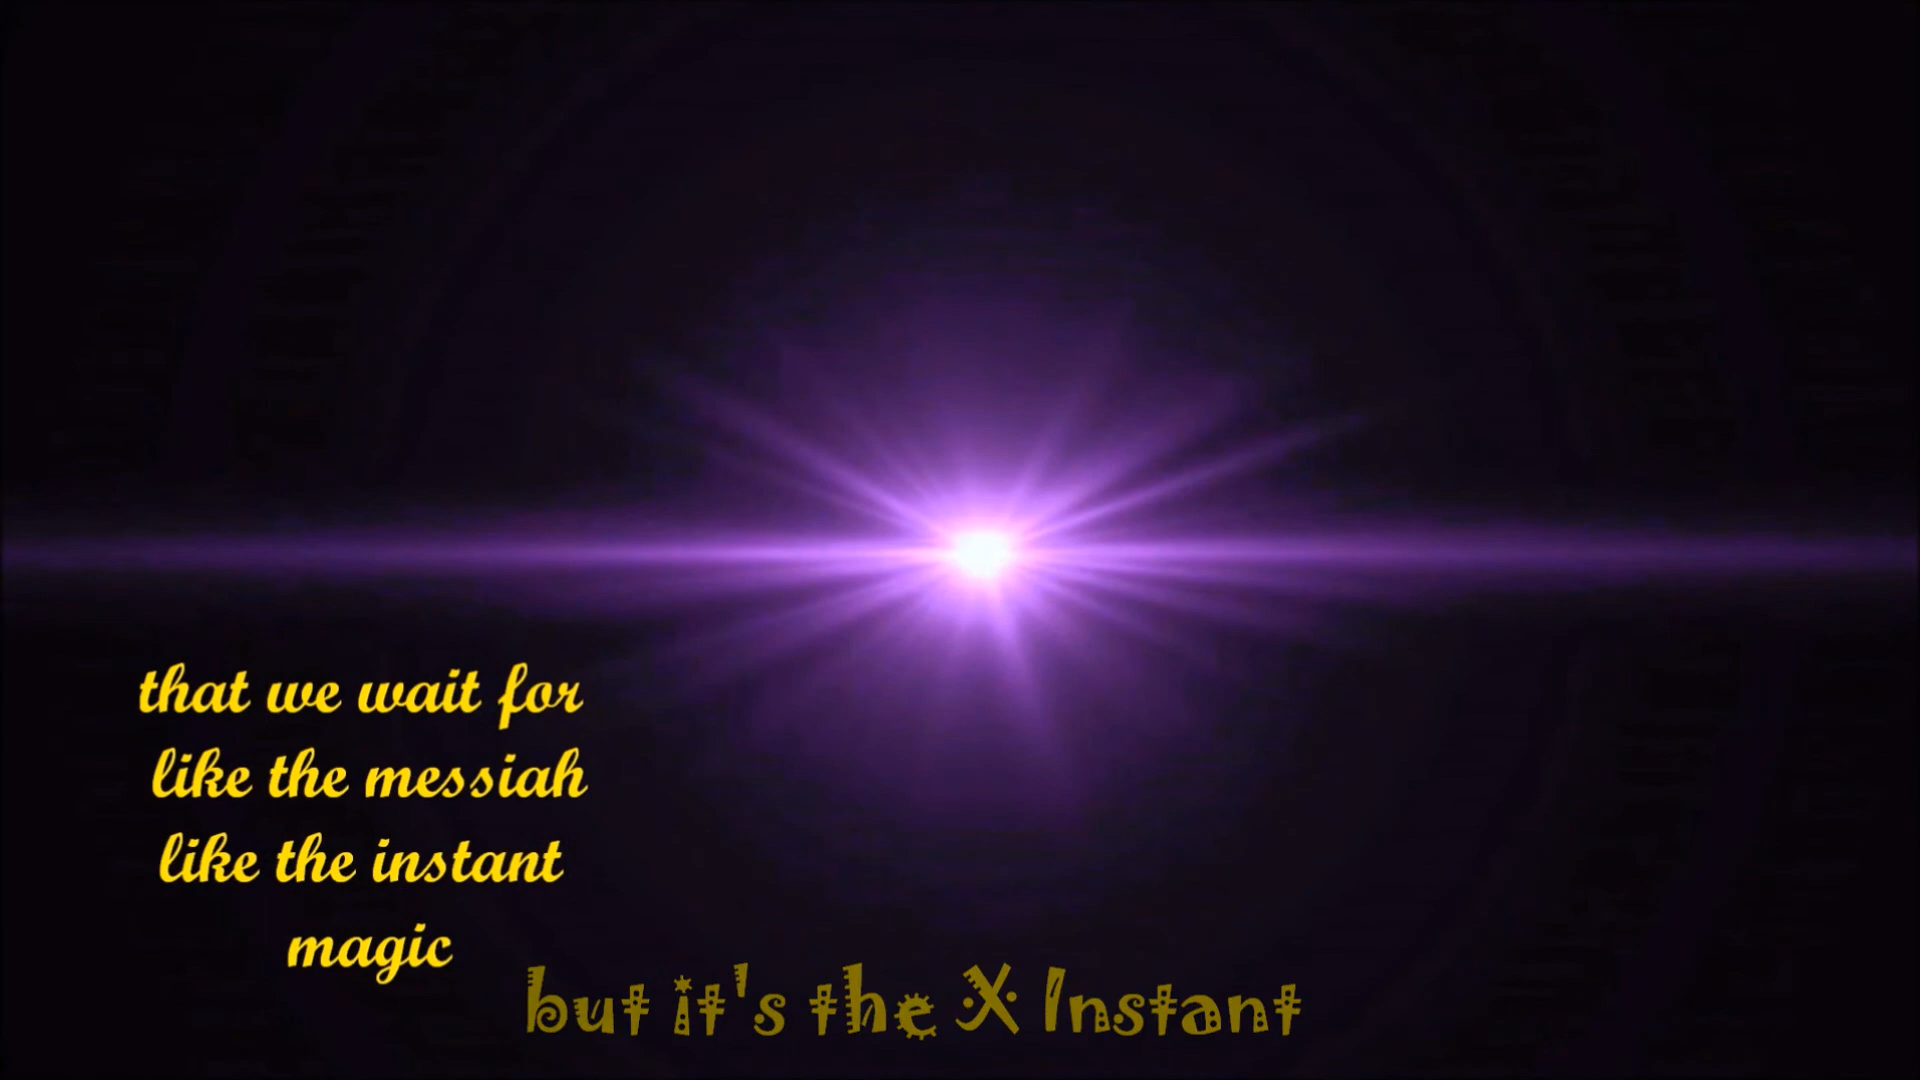 that we wait for
like the messiah
like the instant
magic
but it's the X Instant